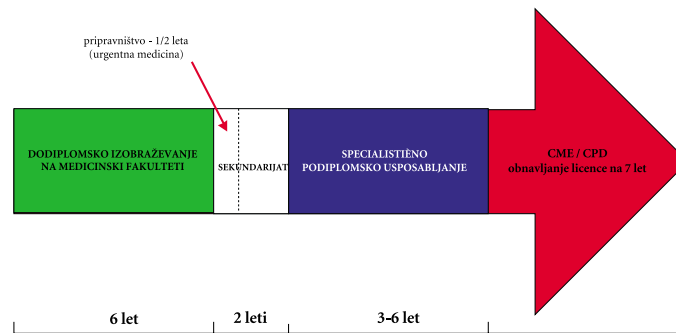 pripravništvo - 1/2 leta
(urgentna medicina)
DODIPLOMSKO IZOBRAŽEVANJE
NA MEDICINSKI FAKULTETI
SEKUNDARIJAT
SPECIALISTIÈNO
PODIPLOMSKO USPOSABLJANJE
CME / CPD
obnavljanje licence na 7 let
6 let
2 leti
3-6 let